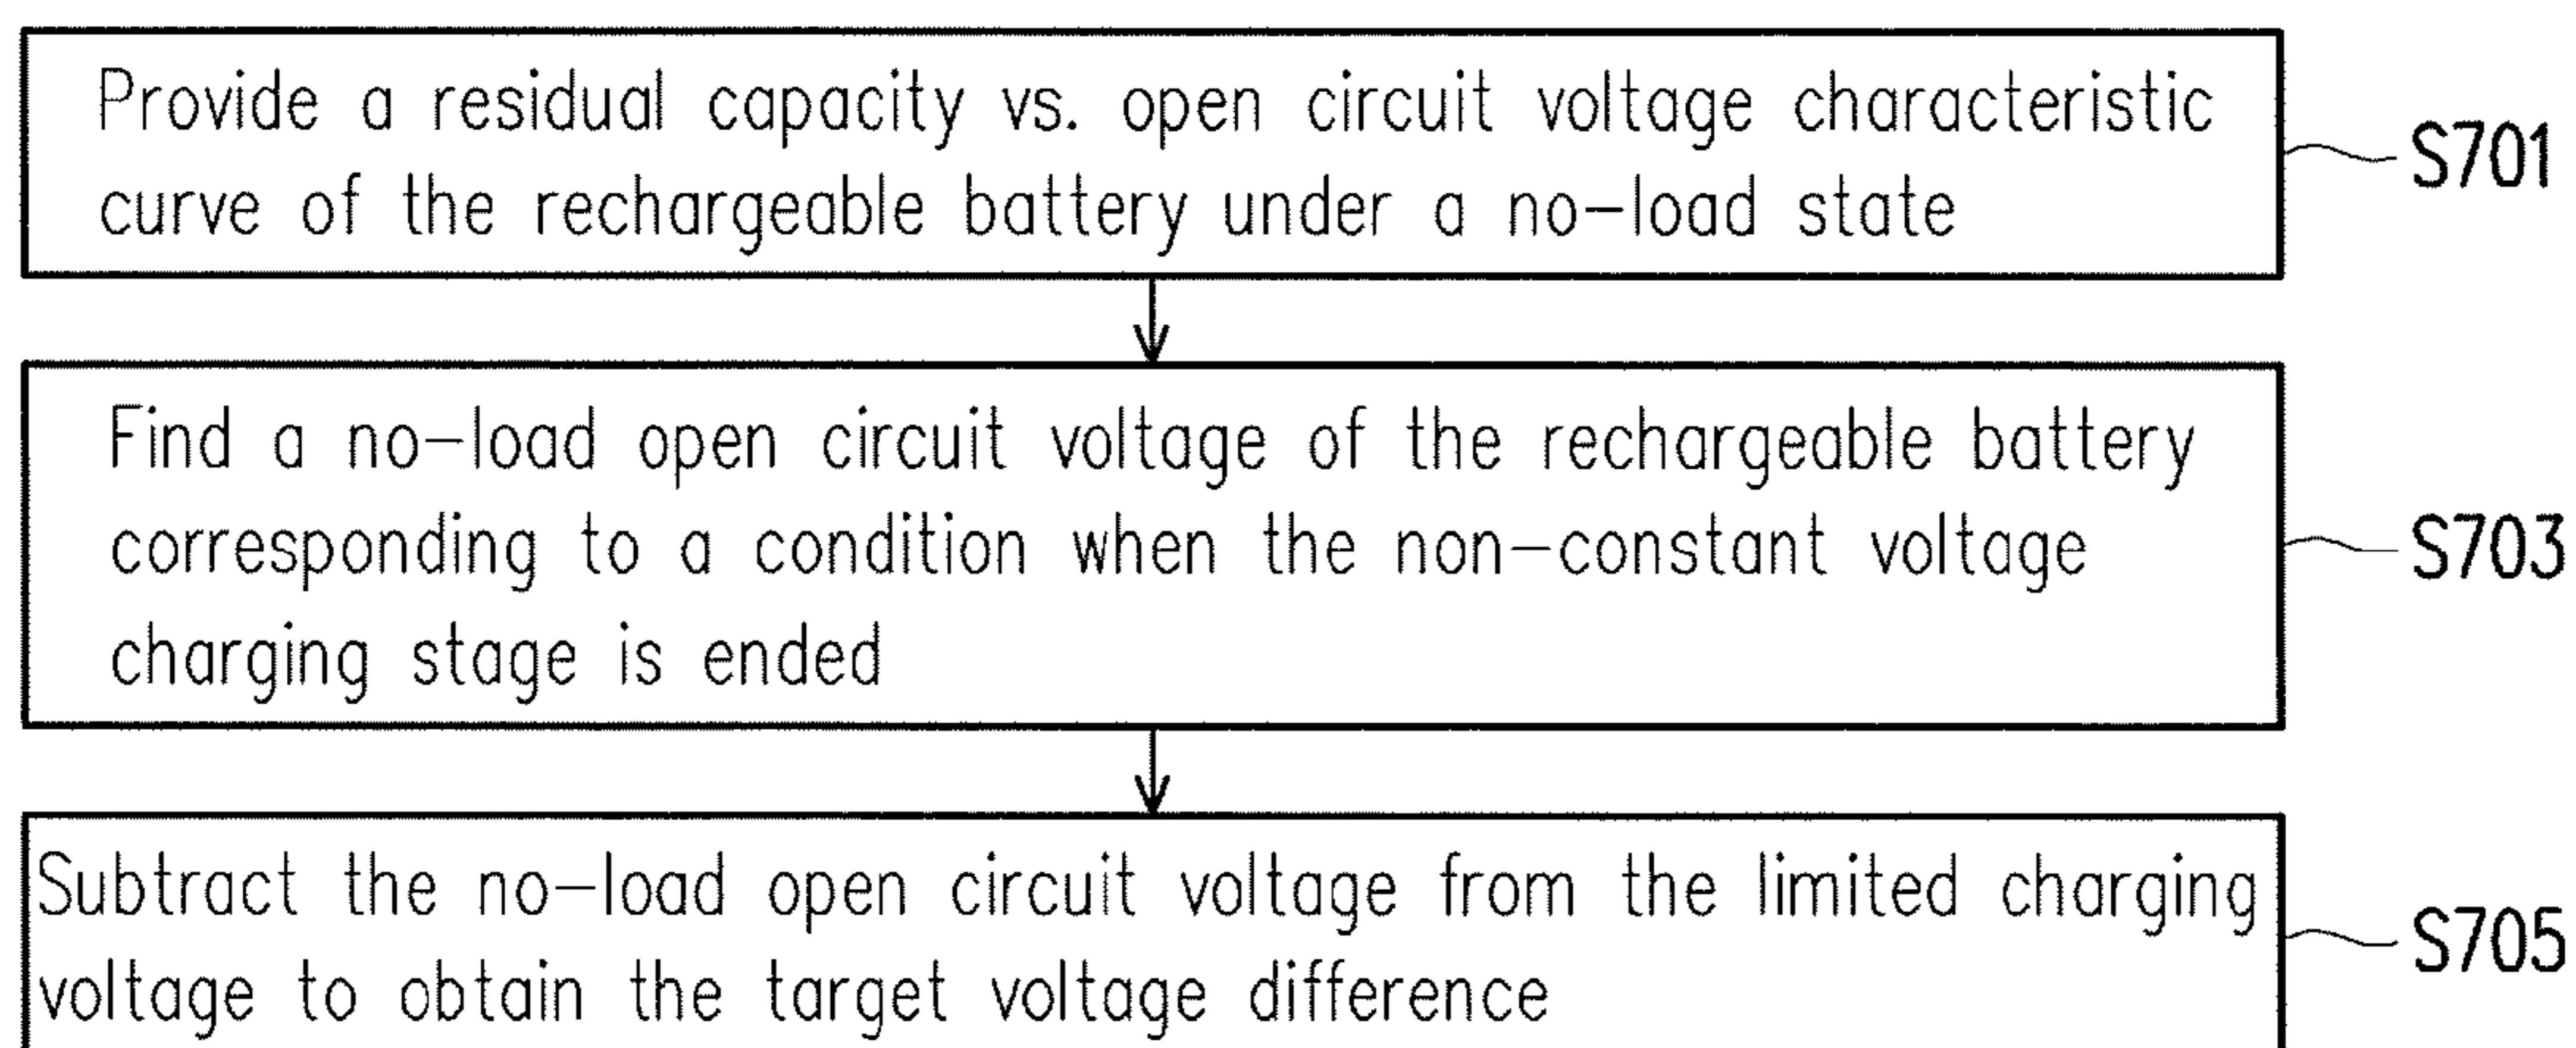 Provide a residual capacity vs. open circuit voltage characteristic
curve of the rechargeable battery under a no-load state
S701
Find a no-load open circuit voltage of the rechargeable battery
corresponding to a condition when the non-constant voltage
charging stage is ended
S703
Subtract the no-load open circuit voltage from the limited charging
voltage to obtain the target voltage difference
S705